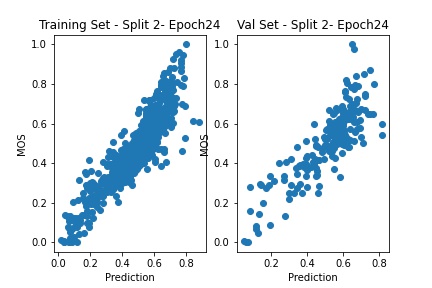 Training Set - Split 2- Epoch24
MOS
1.0
0.8
0.6
0.4
0.2
0.0
0.0 0.2 0.4 0.6 0.8
Prediction
Val Set - Split 2- Epoch24
MOS
1.0
0.8
0.6
0.4
0.2
0.0
0.2 0.4 0.6 0.8
Prediction